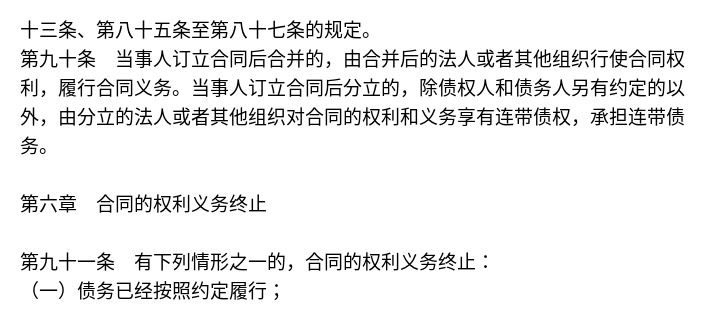 十三条、第八十五条至第八十七条的规定。
第九十条　当事人订立合同后合并的，由合并后的法人或者其他组织行使合同权
利，履行合同义务。当事人订立合同后分立的，除债权人和债务人另有约定的以
外，由分立的法人或者其他组织对合同的权利和义务享有连带债权，承担连带债
务。
第六章　合同的权利义务终止
第九十一条　有下列情形之一的，合同的权利义务终止：
（一）债务已经按照约定履行；